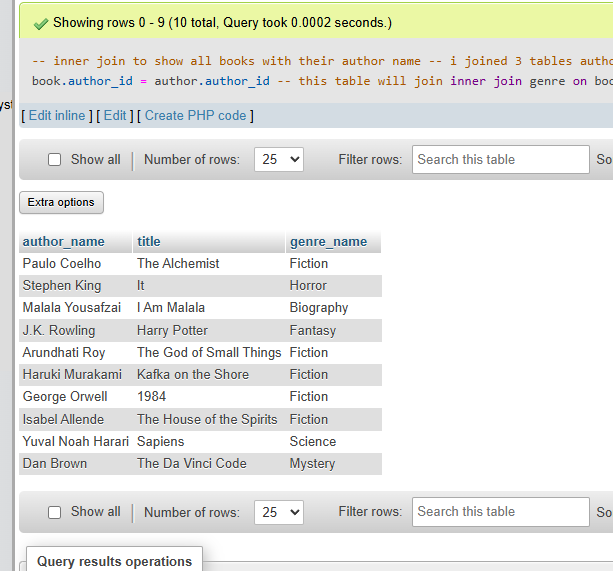 Showing rows 0 - 9 (10 total, Query took 0.0002 seconds.)
-- inner join to show all books with their author name -- i joined 3 tables
book.author_id = author.author_id -- this table will join inner join genre on
[ Edit inline ] [ Edit ] [ Create PHP code ]
Show all Number of rows: 25 Filter rows: Search this table
Extra options
author_name title genre_name
Paulo Coelho The Alchemist Fiction
Stephen King It Horror
Malala Yousafzai I Am Malala Biography
J.K. Rowling Harry Potter Fantasy
Arundhati Roy The God of Small Things Fiction
Haruki Murakami Kafka on the Shore Fiction
George Orwell 1984 Fiction
Isabel Allende The House of the Spirits Fiction
Yuval Noah Harari Sapiens Science
Dan Brown The Da Vinci Code Mystery
Show all Number of rows: 25 Filter rows: Search this table
Query results operations